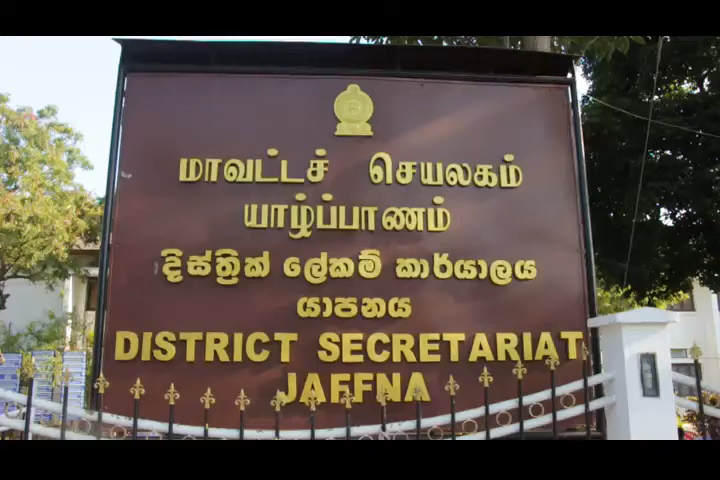 மாவட்டச் செயலகம்
யாழ்ப்பாணம்
දිස්ත්‍රික් ලේකම් කාර්යාලය
යාපනය
DISTRICT SECRETARIAT
JAFFNA